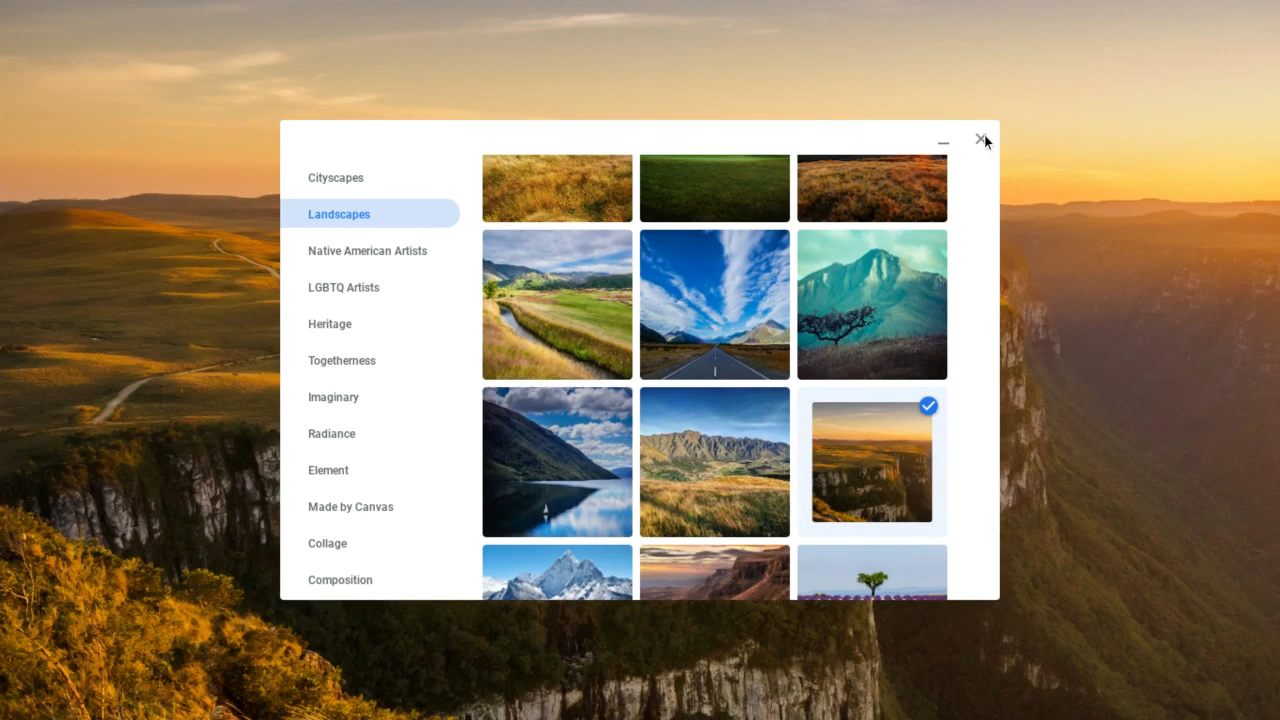 Cityscapes
Landscapes
Native American Artists
LGBTQ Artists
Heritage
Togetherness
Imaginary
Radiance
Element
Made by Canvas
Collage
Composition